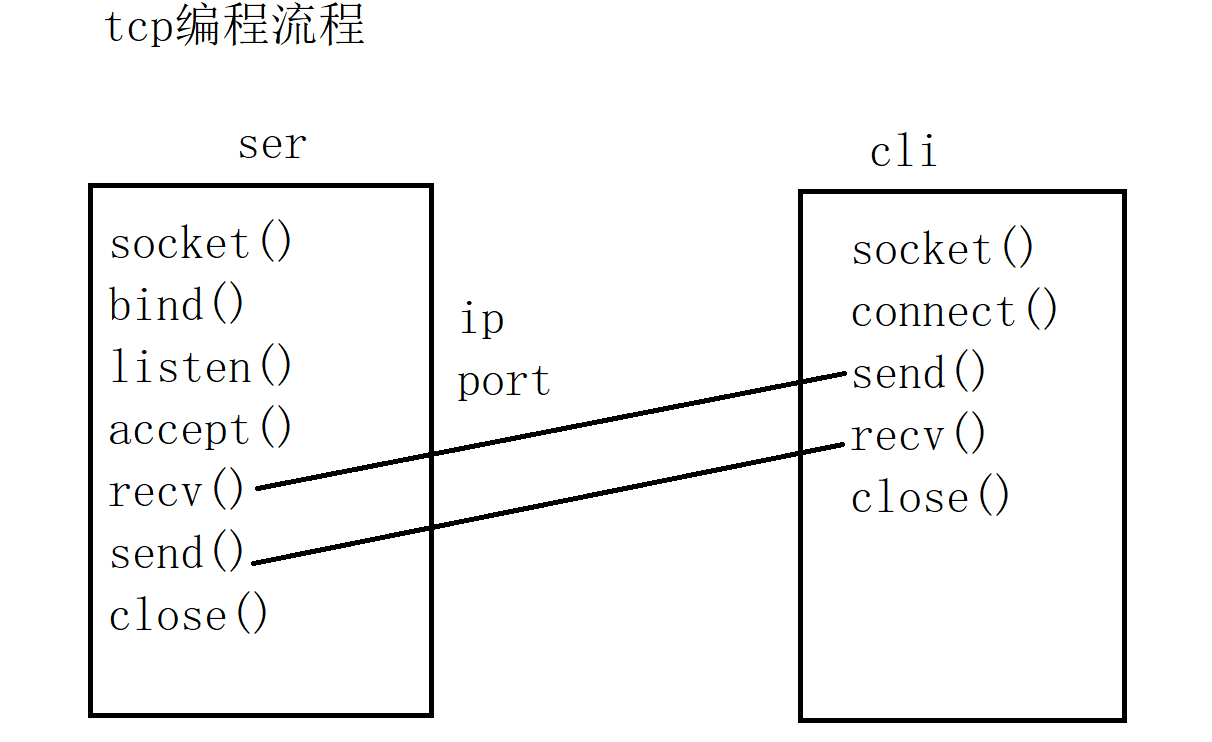 tcp编程流程
ser
socket()
bind()
listen()
accept()
recv()
send()
close()
ip
port
cli
socket()
connect()
send()
recv()
close()